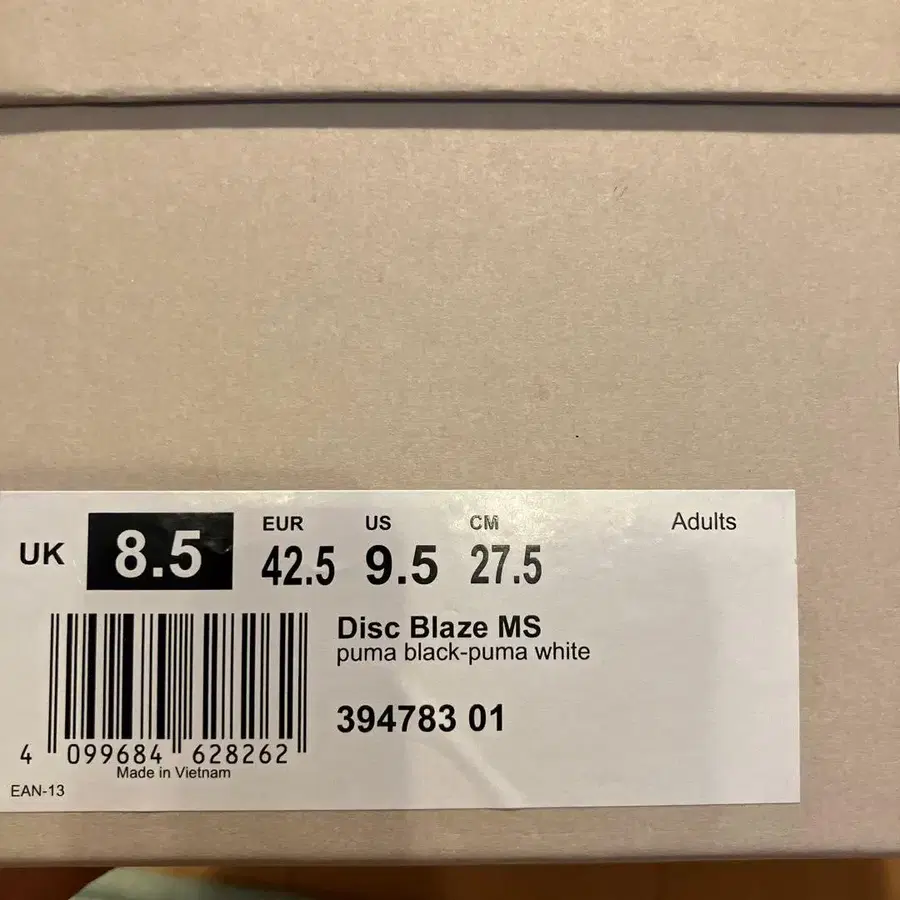 UK 8.5 EUR 42.5 US 9.5 CM 27.5 Adults
Disc Blaze MS
puma black-puma white
394783 01
4 099684 628262
Made in Vietnam
EAN-13